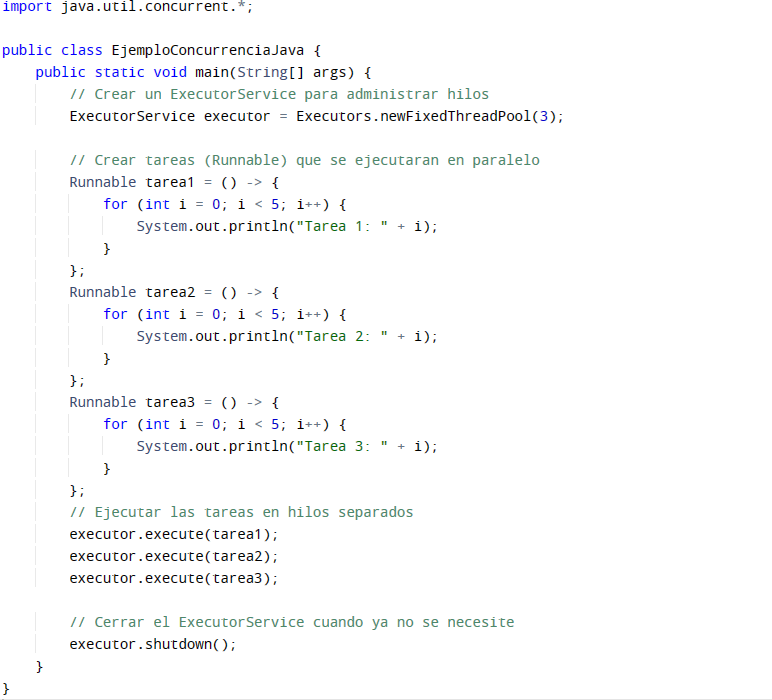 import java.util.concurrent.*;
public class EjemploConcurrenciaJava {
public static void main(String[] args) {
// Crear un ExecutorService para administrar hilos
ExecutorService executor = Executors.newFixedThreadPool(3);
// Crear tareas (Runnable) que se ejecutaran en paralelo
Runnable tarea1 = () -> {
for (int i = 0; i < 5; i++) {
System.out.println("Tarea 1: " + i);
}
};
Runnable tarea2 = () -> {
for (int i = 0; i < 5; i++) {
System.out.println("Tarea 2: " + i);
}
};
Runnable tarea3 = () -> {
for (int i = 0; i < 5; i++) {
System.out.println("Tarea 3: " + i);
}
};
// Ejecutar las tareas en hilos separados
executor.execute(tarea1);
executor.execute(tarea2);
executor.execute(tarea3);
// Cerrar el ExecutorService cuando ya no se necesite
executor.shutdown();
}
}